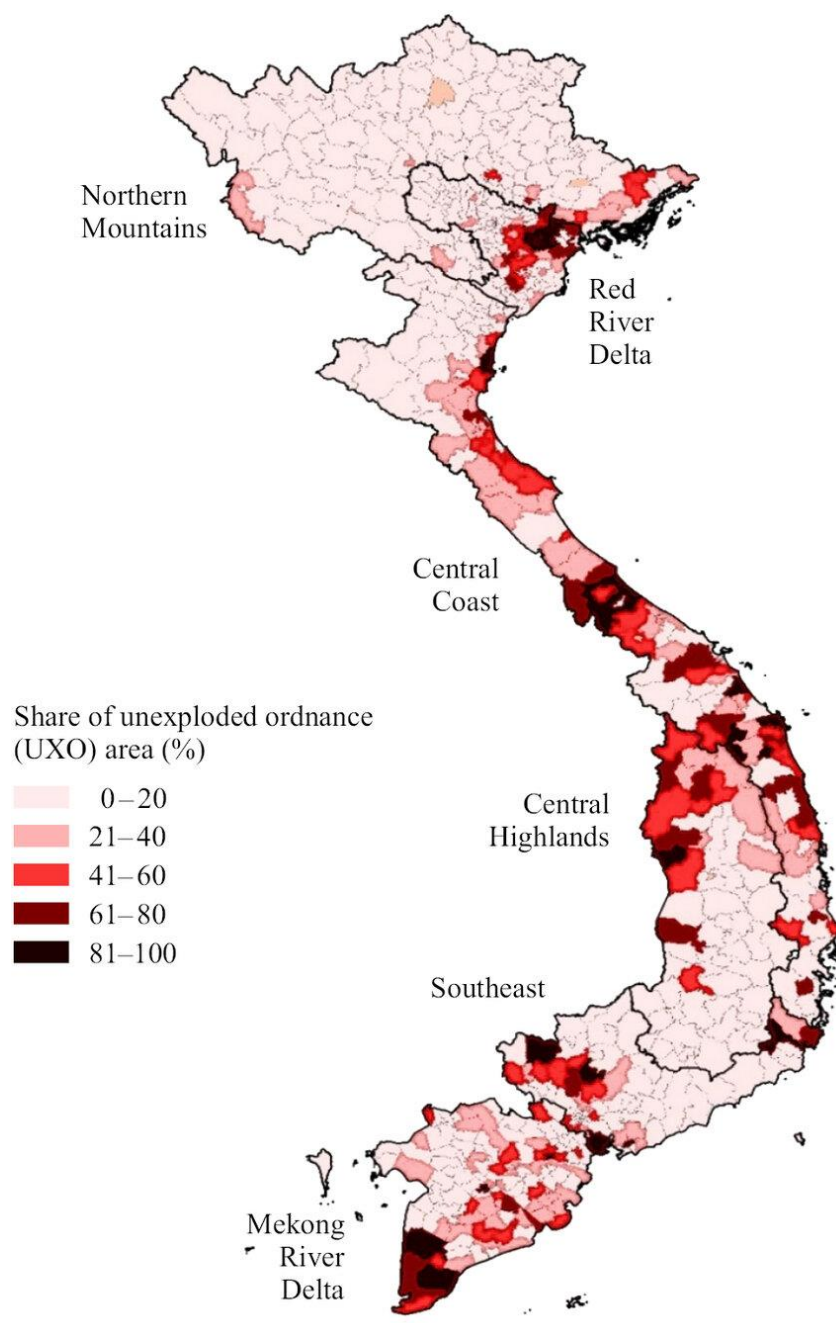 Northern
Mountains
Red
River
Delta
Central
Coast
Share of unexploded ordnance
(UXO) area (%)
0–20
21–40
41–60
61–80
81–100
Central
Highlands
Southeast
Mekong
River
Delta